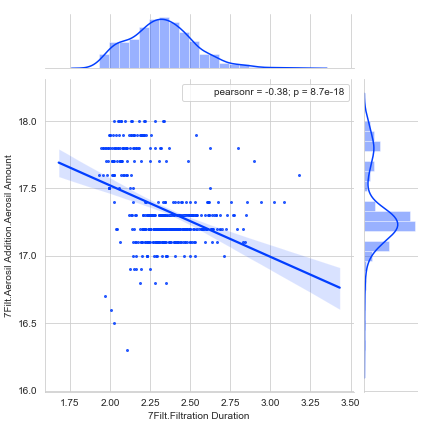 pearsonr = -0.38; p = 8.7e-18
18.0
17.5
17.0
16.5
16.0
7Filt.Aerosil Addition.Aerosil Amount
1.75 2.00 2.25 2.50 2.75 3.00 3.25 3.50
7Filt.Filtration Duration